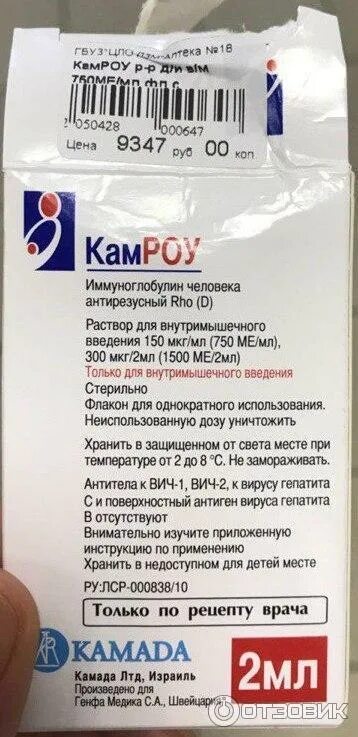 ГБУЗ"ЦЛО ДЗМ" Аптека №18
КамРОУ р-р д/и в/м
750МЕ/мл фл с
2 050428 000647
Цена 9347 руб 00 коп
КамРОУ
Иммуноглобулин человека
антирезусный Rho (D)
Раствор для внутримышечного
введения 150 мкг/мл (750 МЕ/мл),
300 мкг/2мл (1500 МЕ/2мл)
Только для внутримышечного введения
Стерильно
Флакон для однократного использования.
Неиспользованную дозу уничтожить
Хранить в защищенном от света месте при
температуре от 2 до 8 °С. Не замораживать.
Антитела к ВИЧ-1, ВИЧ-2, к вирусу гепатита
С и поверхностный антиген вируса гепатита
В отсутствуют
Внимательно изучите приложенную
инструкцию по применению
Хранить в недоступном для детей месте
РУ:ЛСР-000838/10
Только по рецепту врача
KAMADA
Камада Лтд, Израиль
Произведено для
Генфа Медика С.А., Швейцария
2мл
ОТЗОВИК